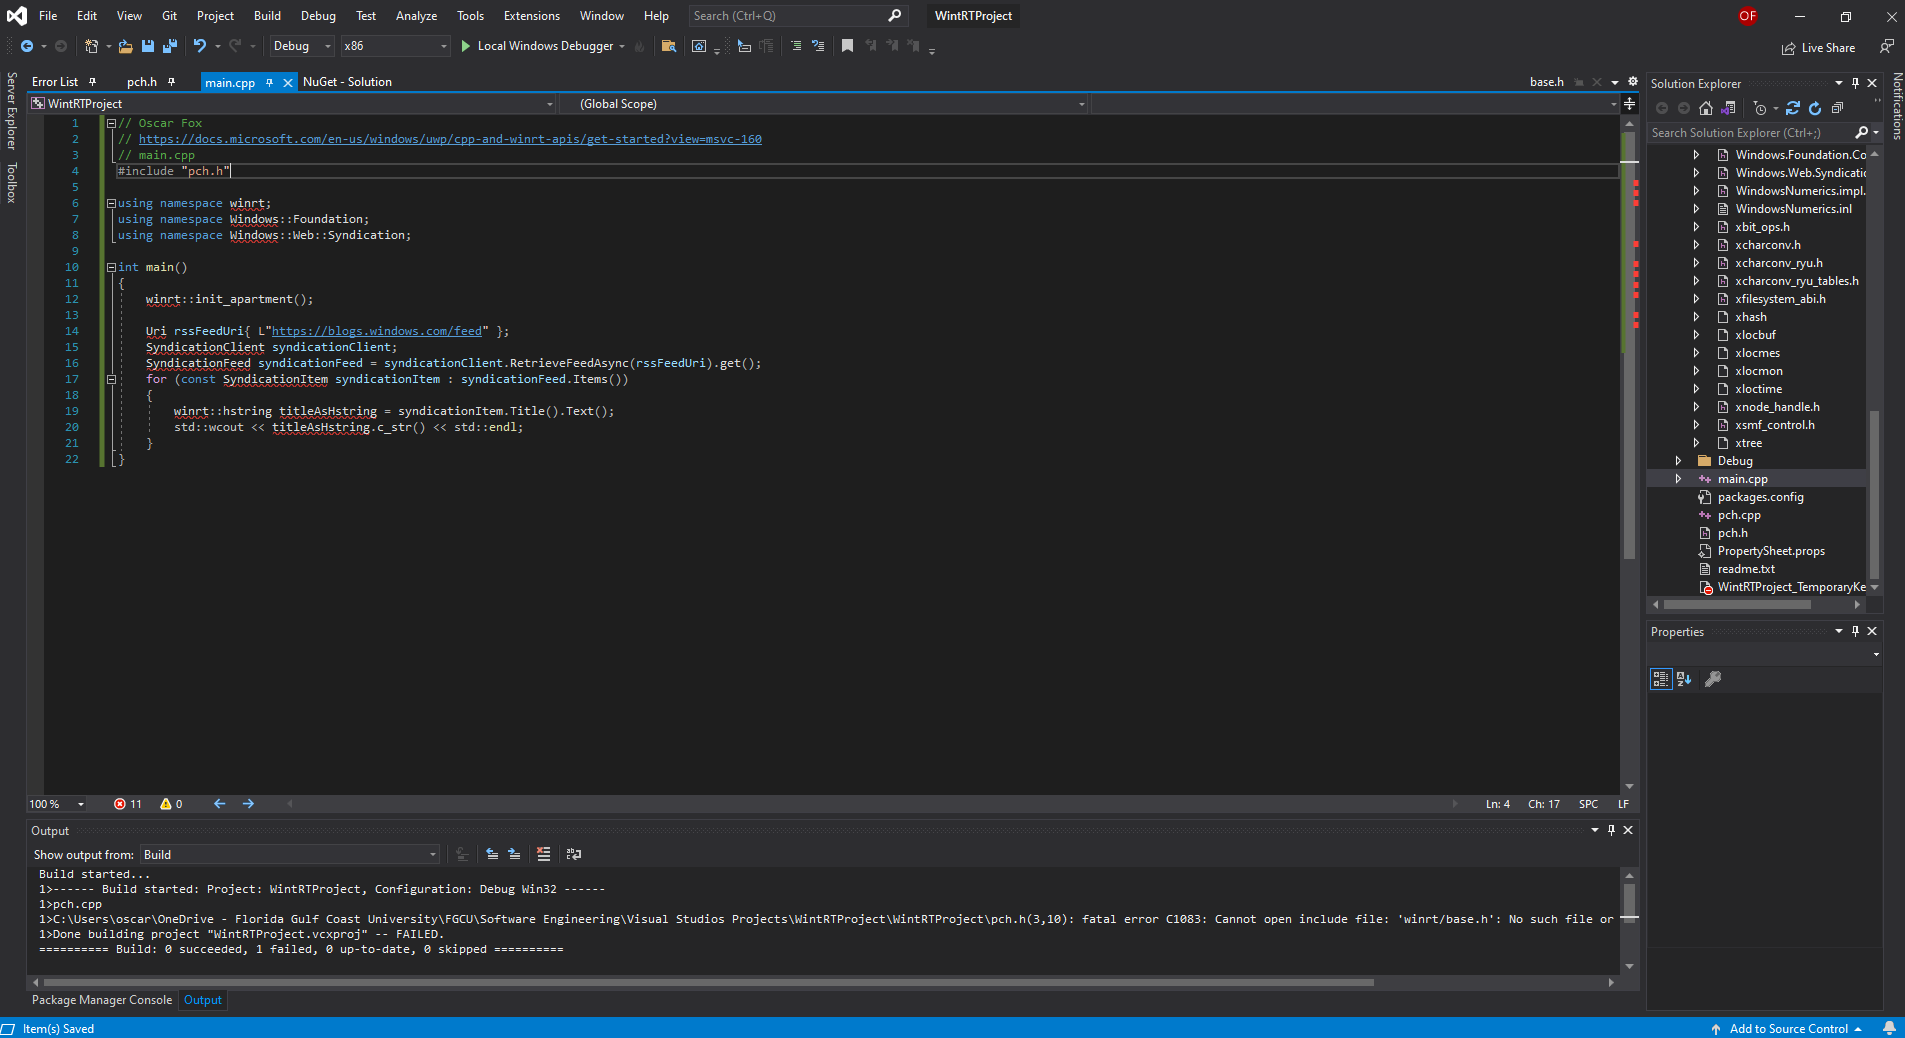 File Edit View Git Project Build Debug Test Analyze Tools Extensions Window Help Search (Ctrl+Q) WintRTProject OF
Debug x86 Local Windows Debugger Live Share
Server Explorer
Toolbox
Error List pch.h main.cpp NuGet - Solution base.h
WintRTProject (Global Scope)
1 // Oscar Fox
2 // https://docs.microsoft.com/en-us/windows/uwp/cpp-and-winrt-apis/get-started?view=msvc-160
3 // main.cpp
4 #include "pch.h"
5
6 using namespace winrt;
7 using namespace Windows::Foundation;
8 using namespace Windows::Web::Syndication;
9
10 int main()
11 {
12 winrt::init_apartment();
13
14 Uri rssFeedUri{ L"https://blogs.windows.com/feed" };
15 SyndicationClient syndicationClient;
16 SyndicationFeed syndicationFeed = syndicationClient.RetrieveFeedAsync(rssFeedUri).get();
17 for (const SyndicationItem syndicationItem : syndicationFeed.Items())
18 {
19 winrt::hstring titleAsHstring = syndicationItem.Title().Text();
20 std::wcout << titleAsHstring.c_str() << std::endl;
21 }
22 }
100 % 11 0 Ln: 4 Ch: 17 SPC LF
Output
Show output from: Build
Build started...
1>------ Build started: Project: WintRTProject, Configuration: Debug Win32 ------
1>pch.cpp
1>C:\Users\oscar\OneDrive - Florida Gulf Coast University\FGCU\Software Engineering\Visual Studios Projects\WintRTProject\WintRTProject\pch.h(3,10): fatal error C1083: Cannot open include file: 'winrt/base.h': No such file or
1>Done building project "WintRTProject.vcxproj" -- FAILED.
========== Build: 0 succeeded, 1 failed, 0 up-to-date, 0 skipped ==========
Package Manager Console Output
Item(s) Saved Add to Source Control
Solution Explorer
Search Solution Explorer (Ctrl+;)
Windows.Foundation.Co
Windows.Web.Syndicatio
WindowsNumerics.impl.
WindowsNumerics.inl
xbit_ops.h
xcharconv.h
xcharconv_ryu.h
xcharconv_ryu_tables.h
xfilesystem_abi.h
xhash
xlocbuf
xlocmes
xlocmon
xloctime
xnode_handle.h
xsmf_control.h
xtree
Debug
main.cpp
packages.config
pch.cpp
pch.h
PropertySheet.props
readme.txt
WintRTProject_TemporaryKe
Properties
Notifications